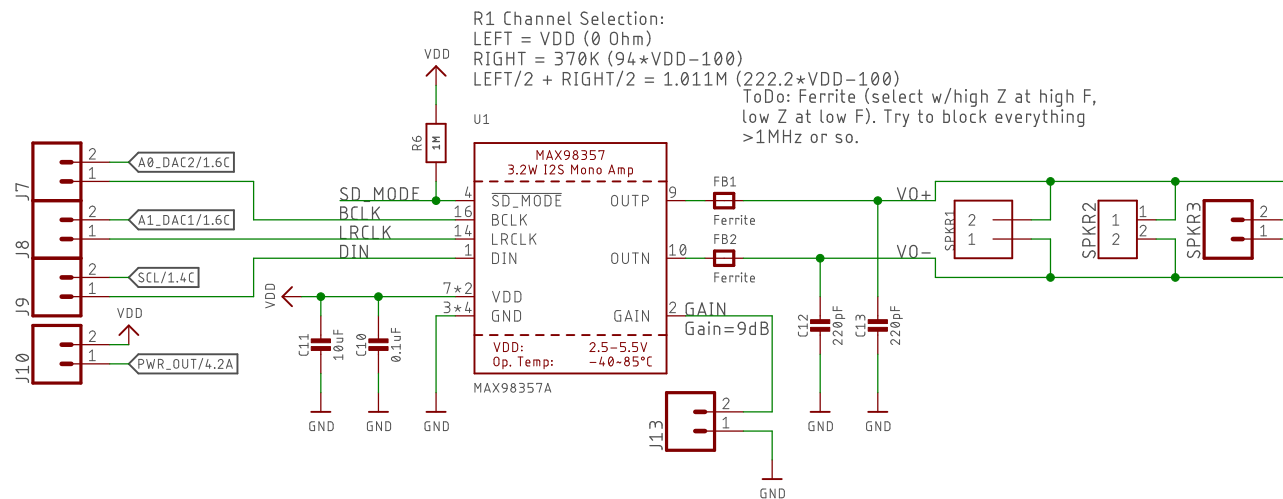 R1 Channel Selection:
LEFT = VDD (0 Ohm)
RIGHT = 370K (94*VDD-100)
LEFT/2 + RIGHT/2 = 1.011M (222.2*VDD-100)
ToDo: Ferrite (select w/high Z at high F,
low Z at low F). Try to block everything
>1MHz or so.
VDD
R6
1M
U1
MAX98357
3.2W I2S Mono Amp
SD_MODE
4
SD_MODE
BCLK
16
BCLK
LRCLK
14
LRCLK
DIN
1
DIN
7*2
VDD
3*4
GND
OUTP
9
OUTN
10
GAIN
2
GAIN
Gain=9dB
VDD: 2.5-5.5V
Op. Temp: -40~85°C
MAX98357A
J7
2
1
A0_DAC2/1.6C
J8
2
1
A1_DAC1/1.6C
J9
2
1
SCL/1.4C
J10
2
1
VDD
PWR_OUT/4.2A
VDD
C11
10uF
GND
C10
0.1uF
GND
GND
FB1
Ferrite
FB2
Ferrite
VO+
VO-
C12
220pF
GND
C13
220pF
GND
SPKR1
2
1
SPKR2
1
2
1
2
SPKR3
2
1
J13
2
1
GND